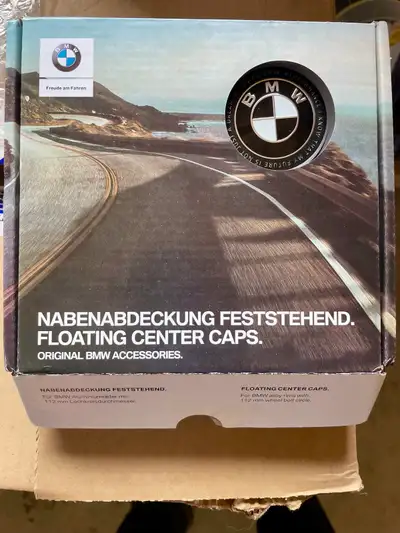 BMW
Freude am Fahren
BMW
NABENABDECKUNG FESTSTEHEND.
FLOATING CENTER CAPS.
ORIGINAL BMW ACCESSORIES.
NABENABDECKUNG FESTSTEHEND.
FLOATING CENTER CAPS.
For BMW alloy rims with
112 mm wheel bolt circle.